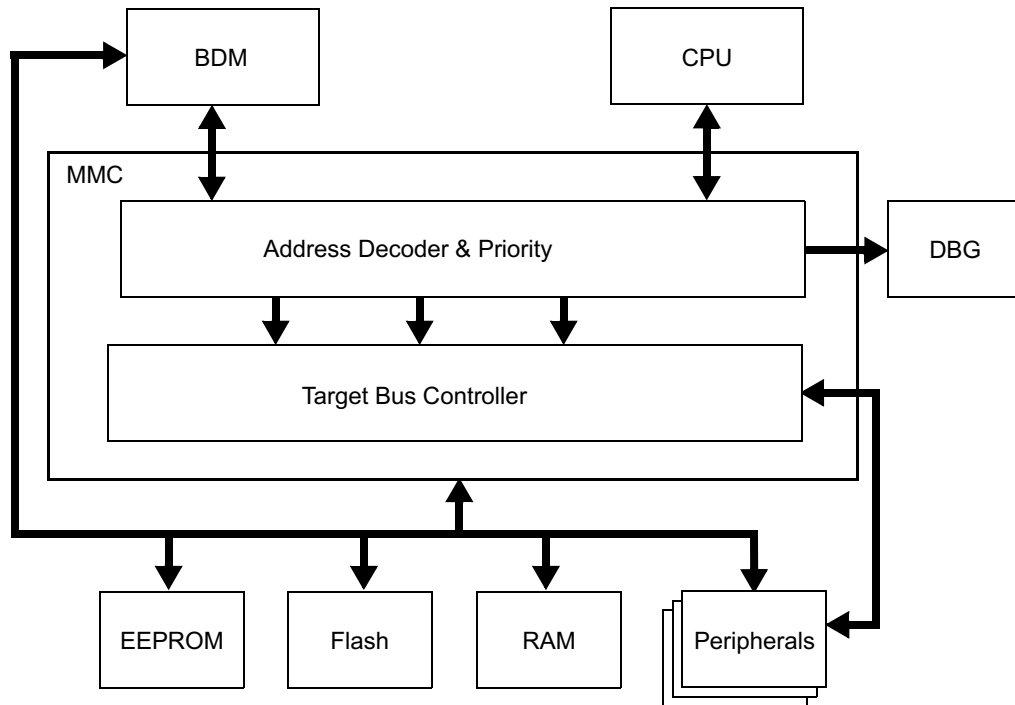 BDM
CPU
MMC
Address Decoder & Priority
DBG
Target Bus Controller
EEPROM
Flash
RAM
Peripherals